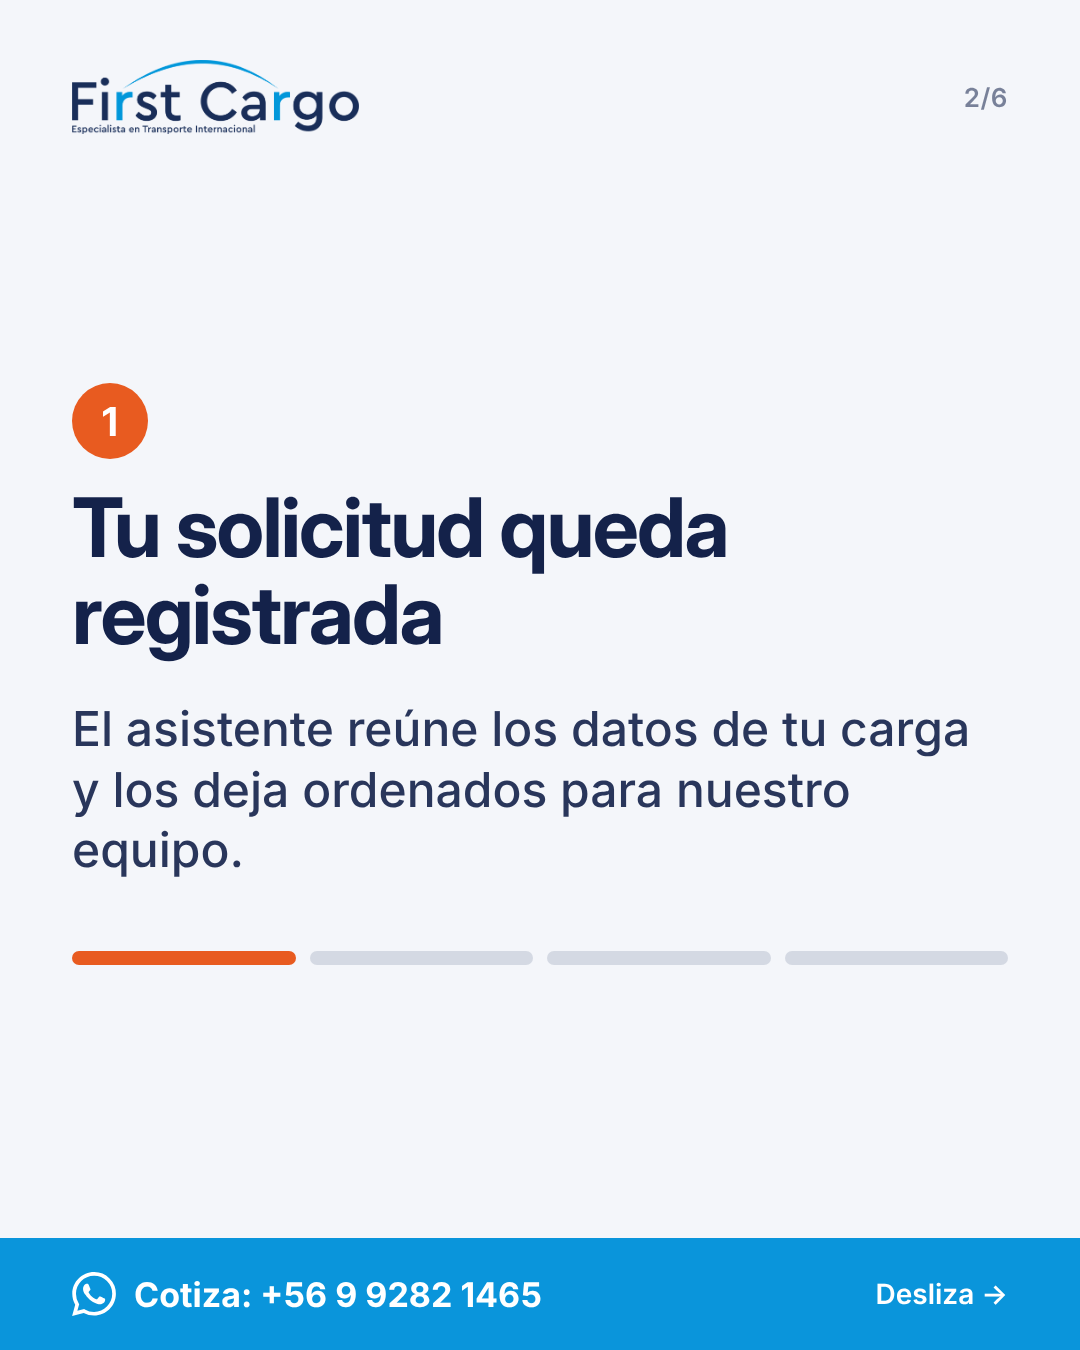 First Cargo
Especialista en Transporte Internacional
2/6
1
Tu solicitud queda
registrada
El asistente reúne los datos de tu carga
y los deja ordenados para nuestro
equipo.
Cotiza: +56 9 9282 1465
Desliza →